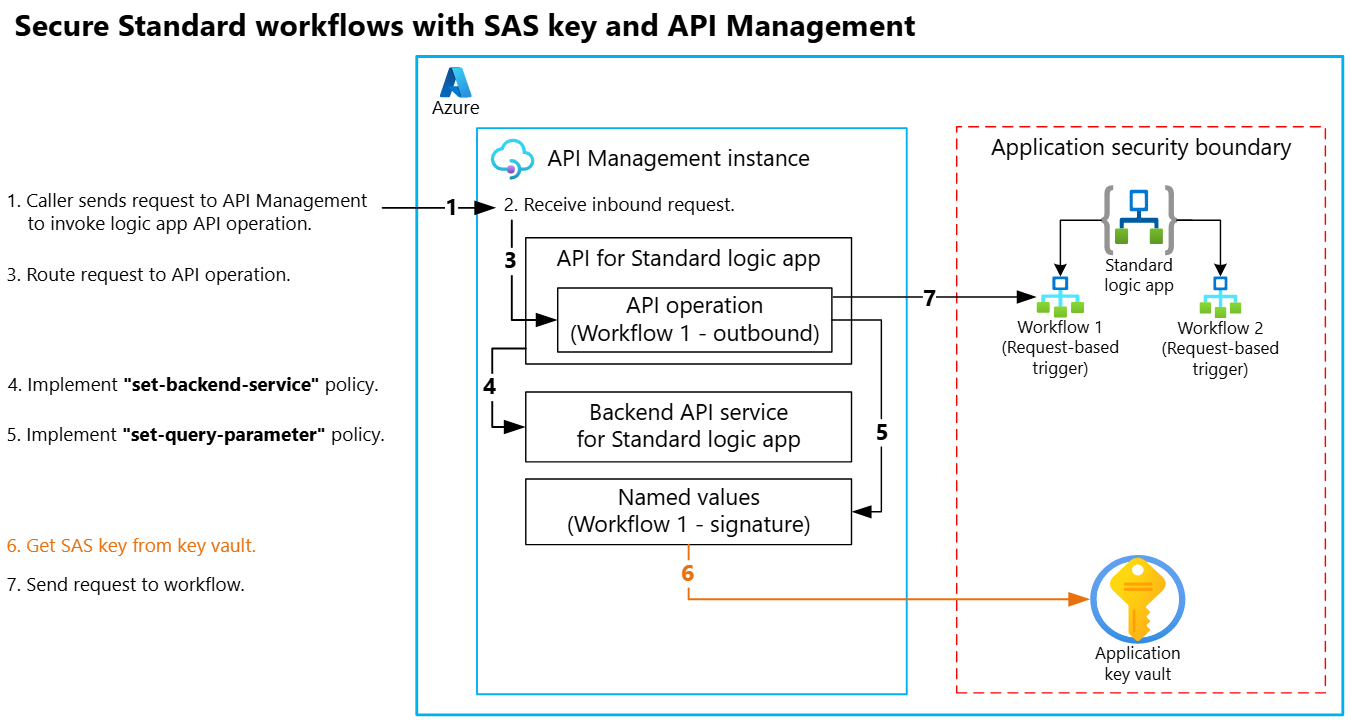 Secure Standard workflows with SAS key and API Management
Azure
API Management instance
Application security boundary
1. Caller sends request to API Management
to invoke logic app API operation.
1
2. Receive inbound request.
3. Route request to API operation.
3
API for Standard logic app
API operation
(Workflow 1 - outbound)
7
Standard
logic app
Workflow 1
(Request-based
trigger)
Workflow 2
(Request-based
trigger)
4. Implement "set-backend-service" policy.
4
Backend API service
for Standard logic app
5. Implement "set-query-parameter" policy.
5
Named values
(Workflow 1 - signature)
6. Get SAS key from key vault.
6
7. Send request to workflow.
Application
key vault